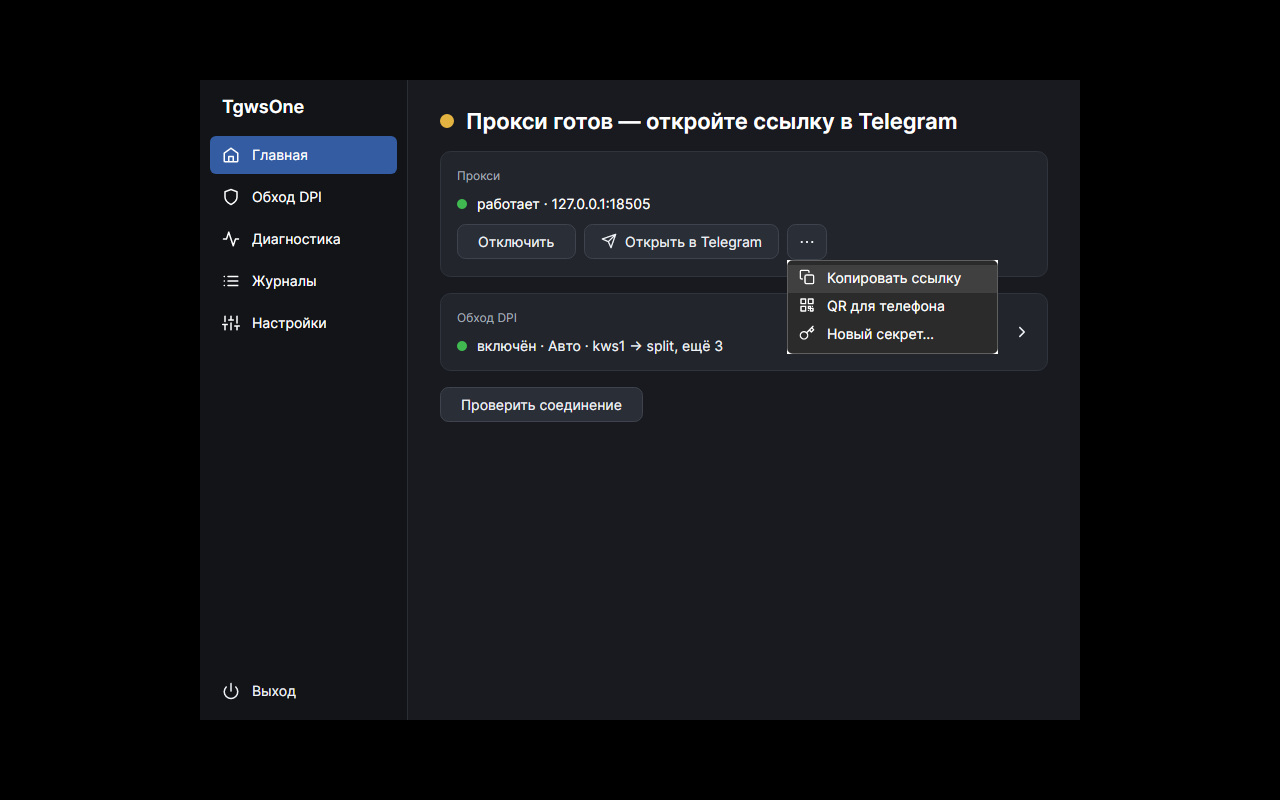 TgwsOne
Главная
Обход DPI
Диагностика
Журналы
Настройки
Выход
Прокси готов — откройте ссылку в Telegram
Прокси
работает · 127.0.0.1:18505
Отключить
Открыть в Telegram
...
Копировать ссылку
QR для телефона
Новый секрет...
Обход DPI
включён · Авто · kws1 → split, ещё 3
Проверить соединение